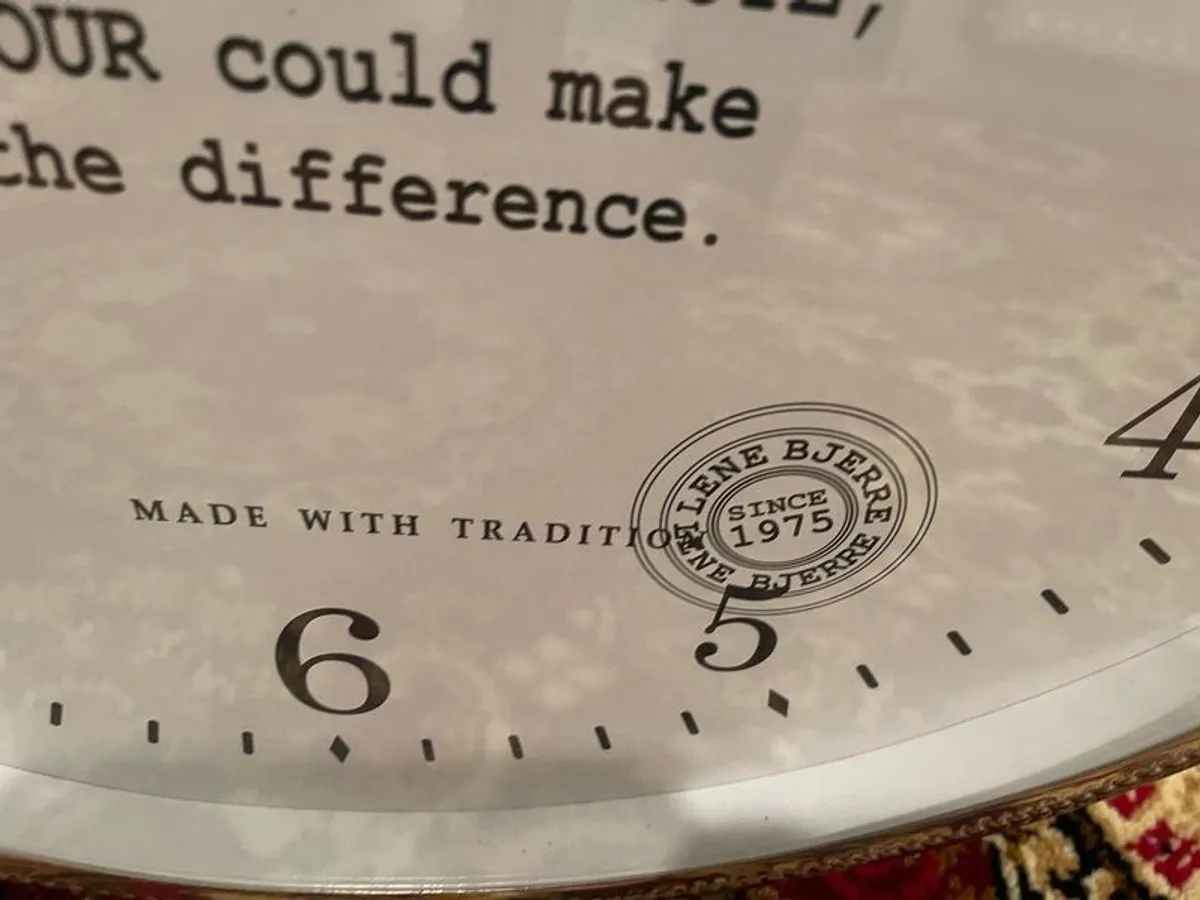 OUR could make
the difference.
LENE BJERRE
SINCE
1975
LENE BJERRE
MADE WITH TRADITION
4
5
6